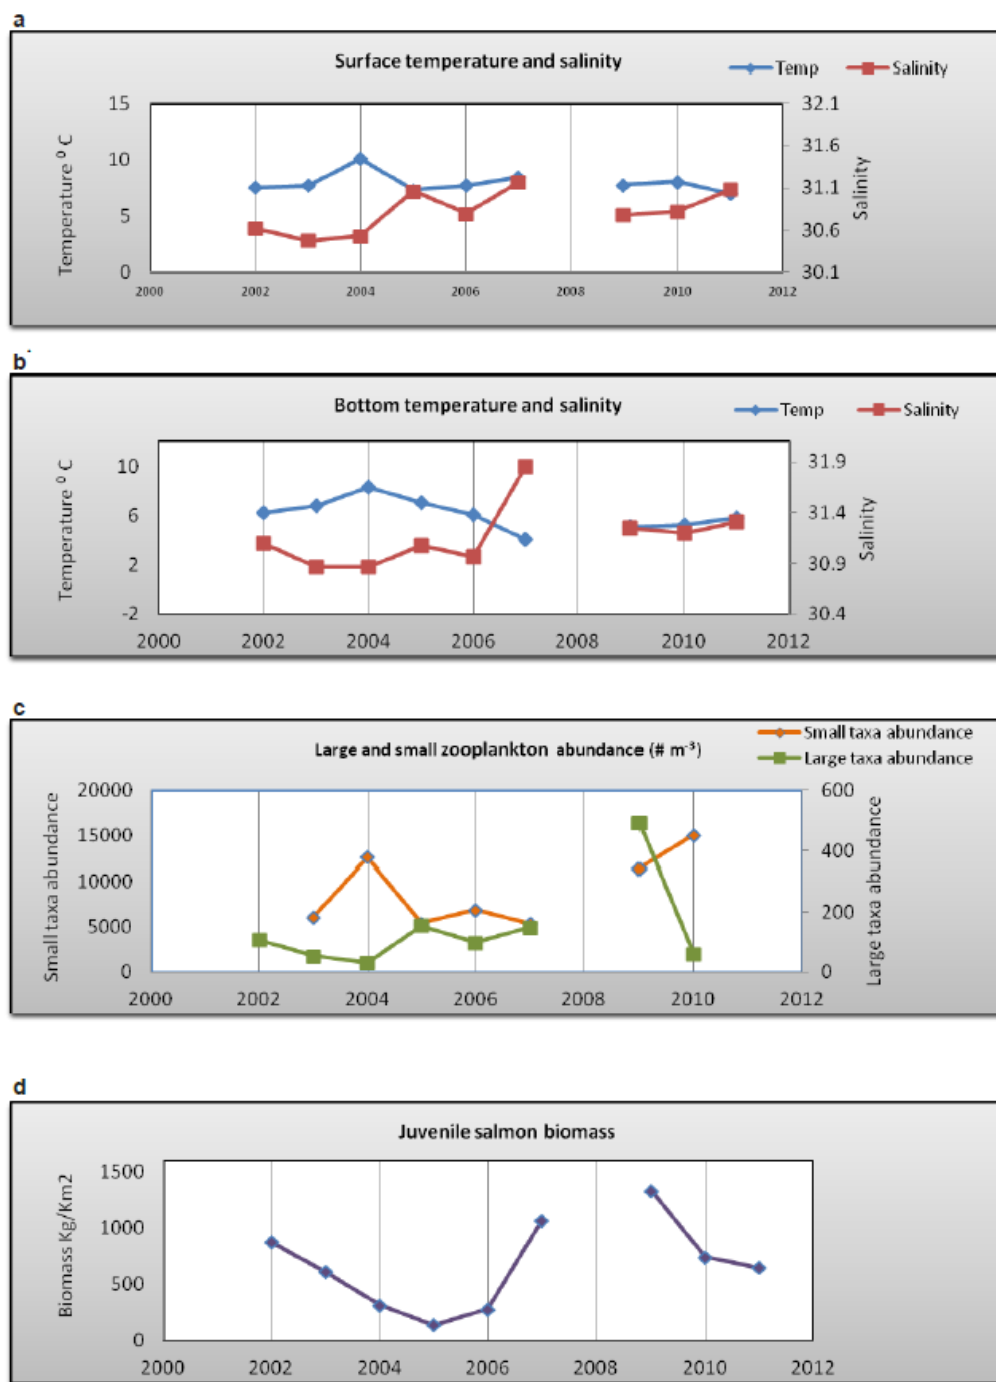 a
Surface temperature and salinity
Temp Salinity
Temperature ⁰ C
15
10
5
0
32.1
31.6
31.1
30.6
30.1
Salinity
2000 2002 2004 2006 2008 2010 2012
b
Bottom temperature and salinity
Temp Salinity
Temperature ⁰ C
10
6
2
-2
31.9
31.4
30.9
30.4
Salinity
2000 2002 2004 2006 2008 2010 2012
c
Large and small zooplankton abundance (# m⁻³)
Small taxa abundance
Large taxa abundance
Small taxa abundance
20000
15000
10000
5000
0
600
400
200
0
Large taxa abundance
2000 2002 2004 2006 2008 2010 2012
d
Juvenile salmon biomass
Biomass Kg/Km2
1500
1000
500
0
2000 2002 2004 2006 2008 2010 2012